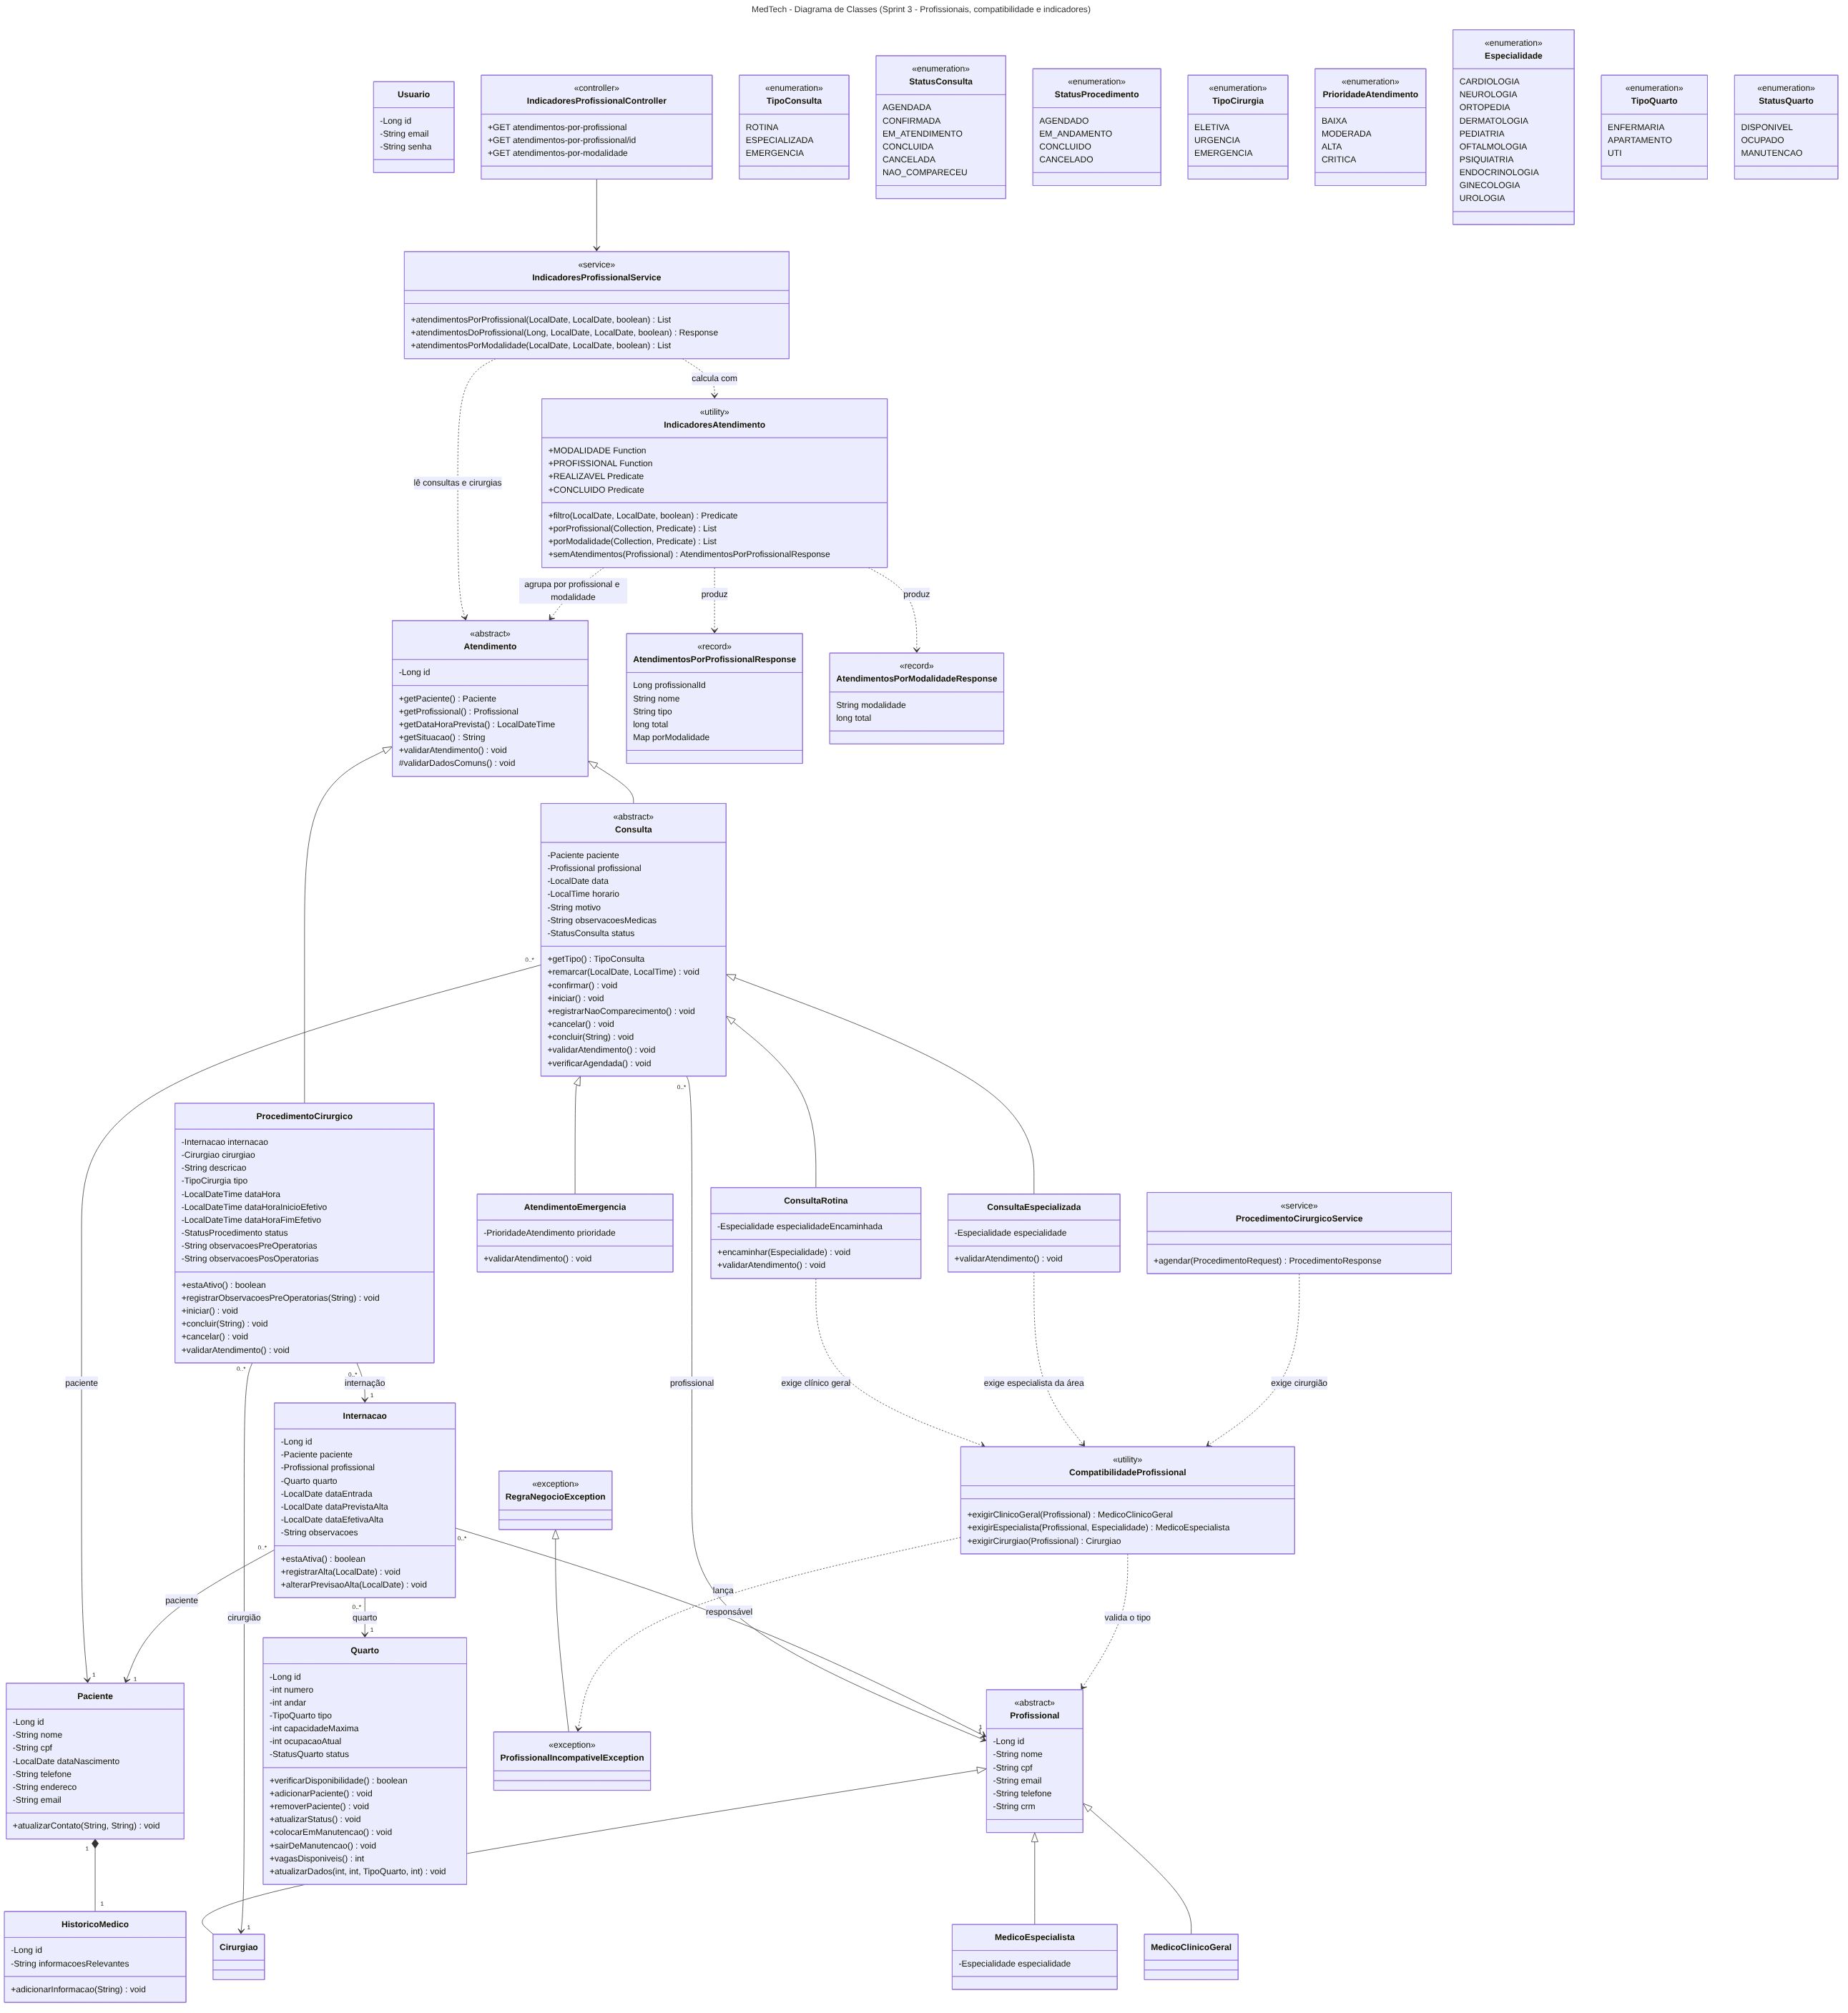 MedTech - Diagrama de Classes (Sprint 3 - Profissionais, compatibilidade e indicadores)
Usuario
-Long id
-String email
-String senha
«controller»
IndicadoresProfissionalController
+GET atendimentos-por-profissional
+GET atendimentos-por-profissional/id
+GET atendimentos-por-modalidade
«enumeration»
TipoConsulta
ROTINA
ESPECIALIZADA
EMERGENCIA
«enumeration»
StatusConsulta
AGENDADA
CONFIRMADA
EM_ATENDIMENTO
CONCLUIDA
CANCELADA
NAO_COMPARECEU
«enumeration»
StatusProcedimento
AGENDADO
EM_ANDAMENTO
CONCLUIDO
CANCELADO
«enumeration»
TipoCirurgia
ELETIVA
URGENCIA
EMERGENCIA
«enumeration»
PrioridadeAtendimento
BAIXA
MODERADA
ALTA
CRITICA
«enumeration»
Especialidade
CARDIOLOGIA
NEUROLOGIA
ORTOPEDIA
DERMATOLOGIA
PEDIATRIA
OFTALMOLOGIA
PSIQUIATRIA
ENDOCRINOLOGIA
GINECOLOGIA
UROLOGIA
«enumeration»
TipoQuarto
ENFERMARIA
APARTAMENTO
UTI
«enumeration»
StatusQuarto
DISPONIVEL
OCUPADO
MANUTENCAO
«service»
IndicadoresProfissionalService
+atendimentosPorProfissional(LocalDate, LocalDate, boolean) : List
+atendimentosDoProfissional(Long, LocalDate, LocalDate, boolean) : Response
+atendimentosPorModalidade(LocalDate, LocalDate, boolean) : List
calcula com
lê consultas e cirurgias
«utility»
IndicadoresAtendimento
+MODALIDADE Function
+PROFISSIONAL Function
+REALIZAVEL Predicate
+CONCLUIDO Predicate
+filtro(LocalDate, LocalDate, boolean) : Predicate
+porProfissional(Collection, Predicate) : List
+porModalidade(Collection, Predicate) : List
+semAtendimentos(Profissional) : AtendimentosPorProfissionalResponse
agrupa por profissional e
modalidade
produz
produz
«abstract»
Atendimento
-Long id
+getPaciente() : Paciente
+getProfissional() : Profissional
+getDataHoraPrevista() : LocalDateTime
+getSituacao() : String
+validarAtendimento() : void
#validarDadosComuns() : void
«record»
AtendimentosPorProfissionalResponse
Long profissionalId
String nome
String tipo
long total
Map porModalidade
«record»
AtendimentosPorModalidadeResponse
String modalidade
long total
«abstract»
Consulta
-Paciente paciente
-Profissional profissional
-LocalDate data
-LocalTime horario
-String motivo
-String observacoesMedicas
-StatusConsulta status
+getTipo() : TipoConsulta
+remarcar(LocalDate, LocalTime) : void
+confirmar() : void
+iniciar() : void
+registrarNaoComparecimento() : void
+cancelar() : void
+concluir(String) : void
+validarAtendimento() : void
+verificarAgendada() : void
0..*
0..*
ProcedimentoCirurgico
-Internacao internacao
-Cirurgiao cirurgiao
-String descricao
-TipoCirurgia tipo
-LocalDateTime dataHora
-LocalDateTime dataHoraInicioEfetivo
-LocalDateTime dataHoraFimEfetivo
-StatusProcedimento status
-String observacoesPreOperatorias
-String observacoesPosOperatorias
+estaAtivo() : boolean
+registrarObservacoesPreOperatorias(String) : void
+iniciar() : void
+concluir(String) : void
+cancelar() : void
+validarAtendimento() : void
AtendimentoEmergencia
-PrioridadeAtendimento prioridade
+validarAtendimento() : void
ConsultaRotina
-Especialidade especialidadeEncaminhada
+encaminhar(Especialidade) : void
+validarAtendimento() : void
ConsultaEspecializada
-Especialidade especialidade
+validarAtendimento() : void
«service»
ProcedimentoCirurgicoService
+agendar(ProcedimentoRequest) : ProcedimentoResponse
0..*
0..*
paciente
internação
1
profissional
exige clínico geral
exige especialista da área
exige cirurgião
Internacao
-Long id
-Paciente paciente
-Profissional profissional
-Quarto quarto
-LocalDate dataEntrada
-LocalDate dataPrevistaAlta
-LocalDate dataEfetivaAlta
-String observacoes
+estaAtiva() : boolean
+registrarAlta(LocalDate) : void
+alterarPrevisaoAlta(LocalDate) : void
0..*
0..*
0..*
«exception»
RegraNegocioException
«utility»
CompatibilidadeProfissional
+exigirClinicoGeral(Profissional) : MedicoClinicoGeral
+exigirEspecialista(Profissional, Especialidade) : MedicoEspecialista
+exigirCirurgiao(Profissional) : Cirurgiao
paciente
cirurgião
quarto
1
lança
responsável
valida o tipo
1
1
Paciente
-Long id
-String nome
-String cpf
-LocalDate dataNascimento
-String telefone
-String endereco
-String email
+atualizarContato(String, String) : void
Quarto
-Long id
-int numero
-int andar
-TipoQuarto tipo
-int capacidadeMaxima
-int ocupacaoAtual
-StatusQuarto status
+verificarDisponibilidade() : boolean
+adicionarPaciente() : void
+removerPaciente() : void
+atualizarStatus() : void
+colocarEmManutencao() : void
+sairDeManutencao() : void
+vagasDisponiveis() : int
+atualizarDados(int, int, TipoQuarto, int) : void
«exception»
ProfissionalIncompativelException
1
1
«abstract»
Profissional
-Long id
-String nome
-String cpf
-String email
-String telefone
-String crm
1
1
1
HistoricoMedico
-Long id
-String informacoesRelevantes
+adicionarInformacao(String) : void
Cirurgiao
MedicoEspecialista
-Especialidade especialidade
MedicoClinicoGeral